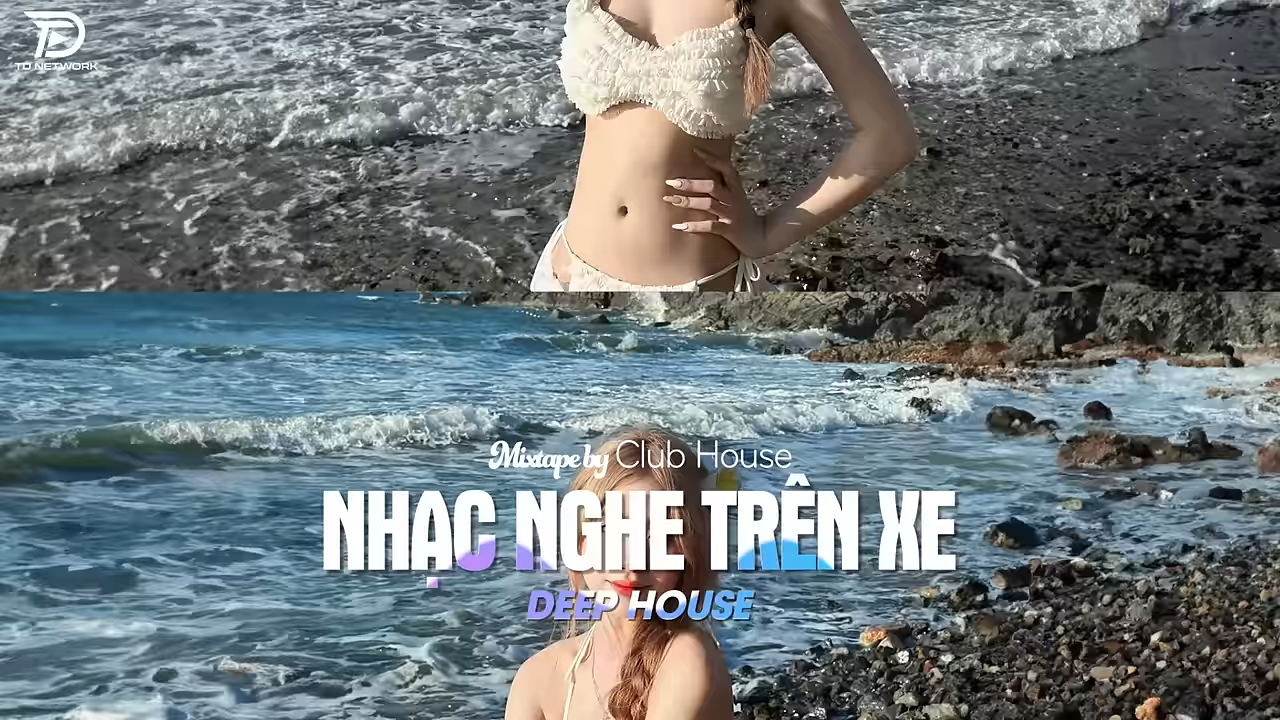 TD NETWORK
Mixtape by Club House
NHẠC NGHE TRÊN XE
DEEP HOUSE